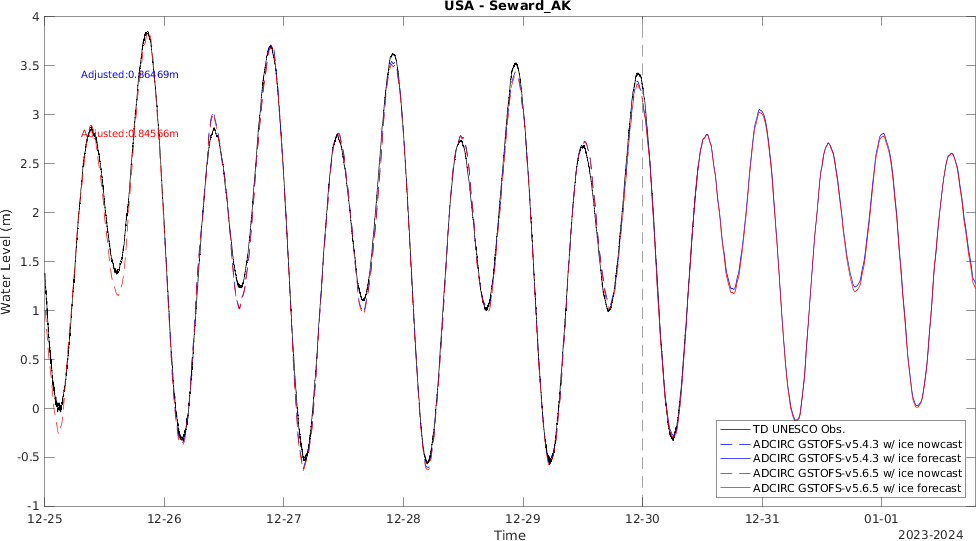 USA - Seward_AK
4
3.5
3
2.5
2
1.5
1
0.5
0
-0.5
-1
Water Level (m)
Adjusted:0.86469m
Adjusted:0.84566m
TD UNESCO Obs.
ADCIRC GSTOFS-v5.4.3 w/ ice nowcast
ADCIRC GSTOFS-v5.4.3 w/ ice forecast
ADCIRC GSTOFS-v5.6.5 w/ ice nowcast
ADCIRC GSTOFS-v5.6.5 w/ ice forecast
12-25 12-26 12-27 12-28 12-29 12-30 12-31 01-01
Time
2023-2024